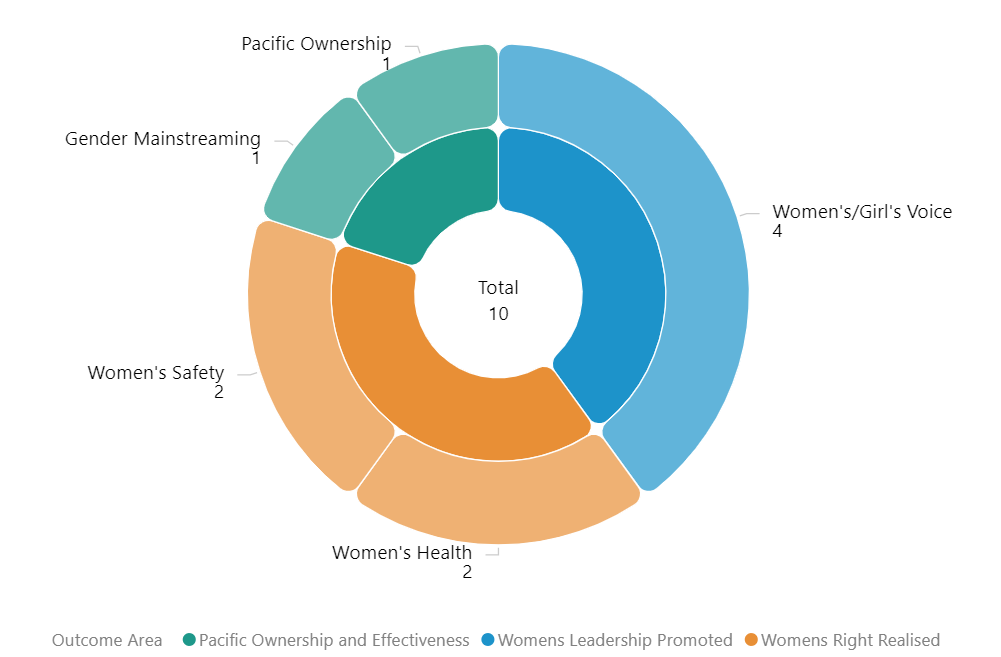 Pacific Ownership
1
Gender Mainstreaming
1
Women's/Girl's Voice
4
Total
10
Women's Safety
2
Women's Health
2
Outcome Area Pacific Ownership and Effectiveness Womens Leadership Promoted Womens Right Realised